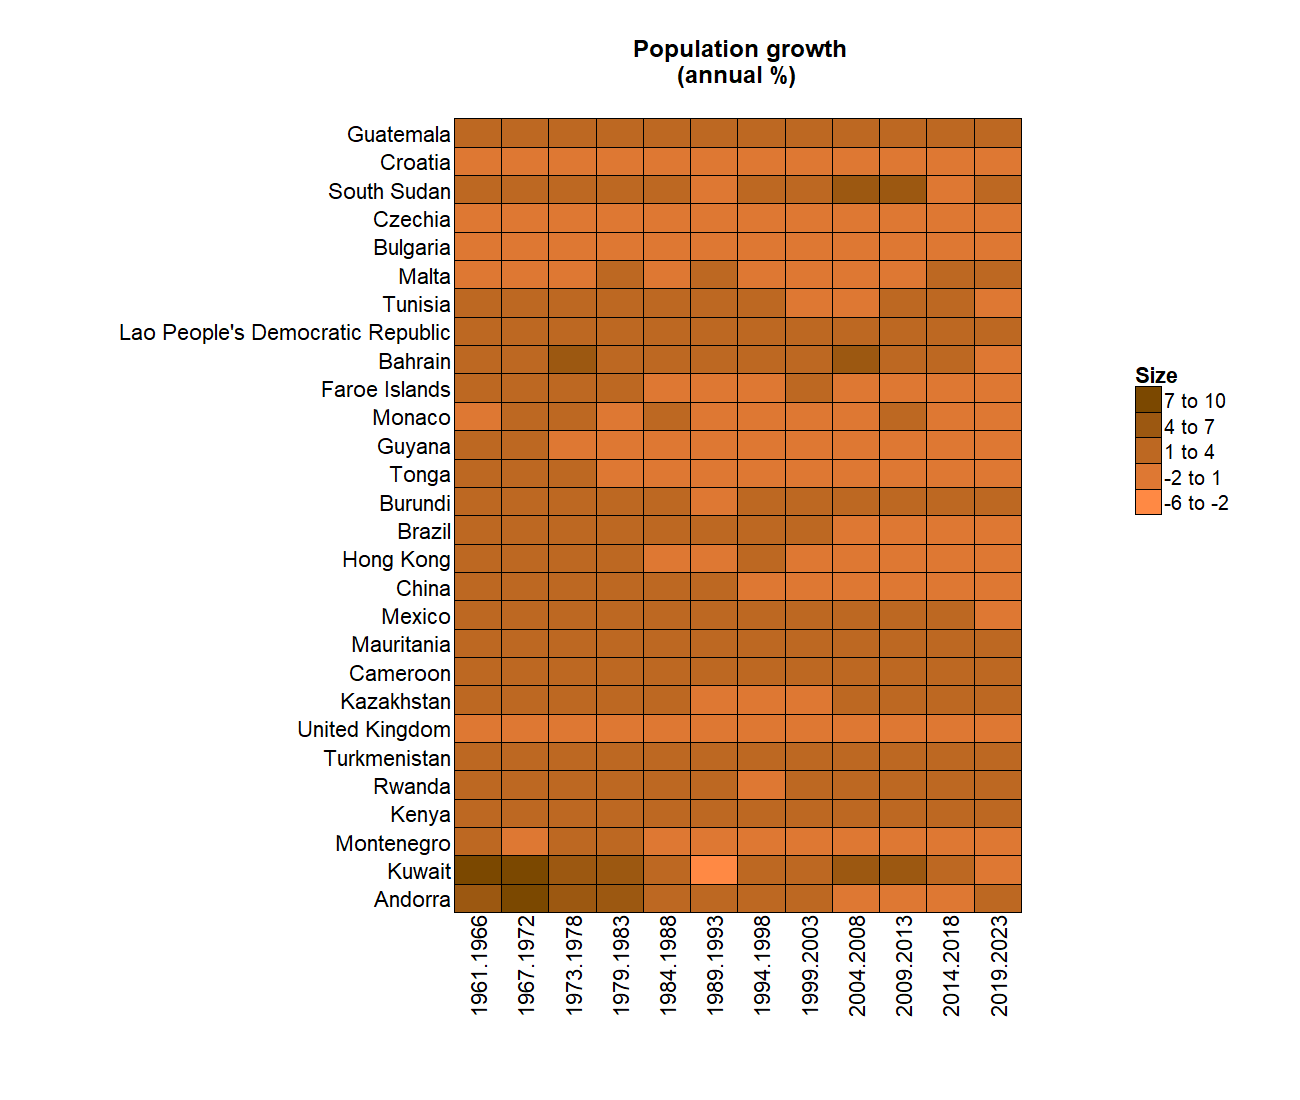 Population growth
(annual %)
Guatemala
Croatia
South Sudan
Czechia
Bulgaria
Malta
Tunisia
Lao People's Democratic Republic
Bahrain
Faroe Islands
Monaco
Guyana
Tonga
Burundi
Brazil
Hong Kong
China
Mexico
Mauritania
Cameroon
Kazakhstan
United Kingdom
Turkmenistan
Rwanda
Kenya
Montenegro
Kuwait
Andorra
1961.1966
1967.1972
1973.1978
1979.1983
1984.1988
1989.1993
1994.1998
1999.2003
2004.2008
2009.2013
2014.2018
2019.2023
Size
7 to 10
4 to 7
1 to 4
-2 to 1
-6 to -2